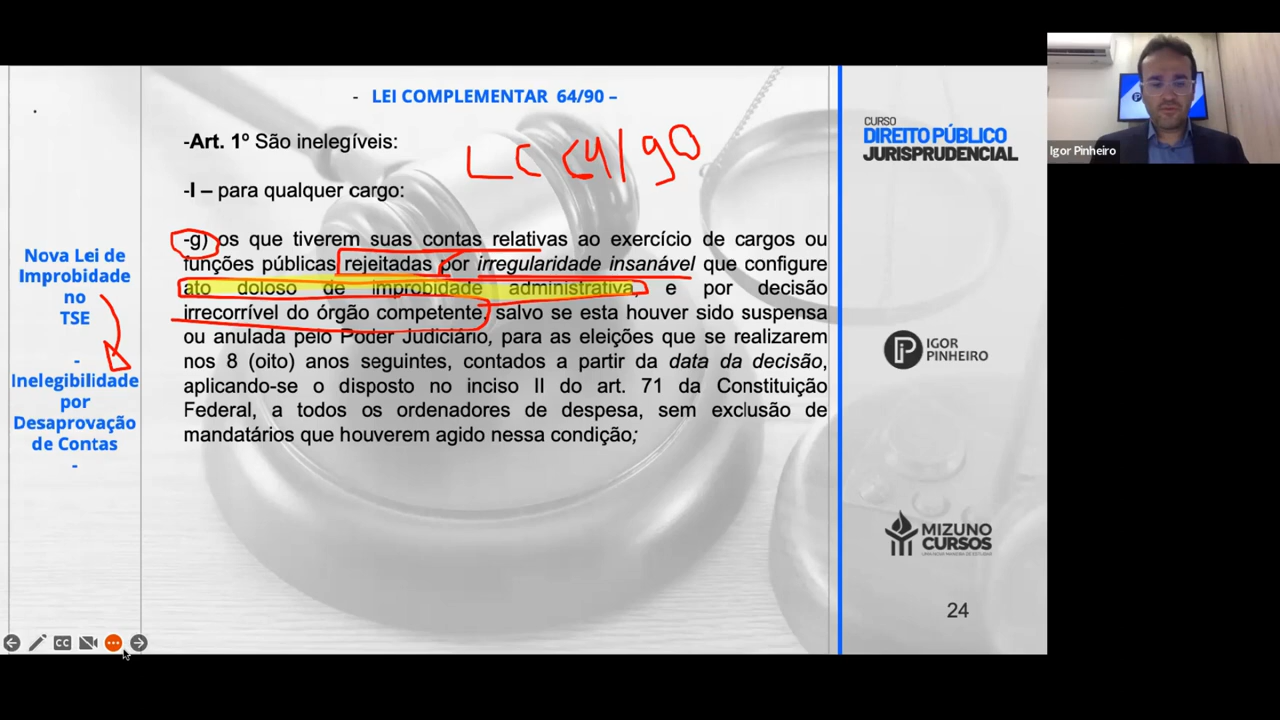 - LEI COMPLEMENTAR 64/90 –
-Art. 1º São inelegíveis:
LC 64/90
-I – para qualquer cargo:
-g) os que tiverem suas contas relativas ao exercício de cargos ou
funções públicas rejeitadas por irregularidade insanável que configure
ato doloso de improbidade administrativa, e por decisão
irrecorrível do órgão competente, salvo se esta houver sido suspensa
ou anulada pelo Poder Judiciário, para as eleições que se realizarem
nos 8 (oito) anos seguintes, contados a partir da data da decisão,
aplicando-se o disposto no inciso II do art. 71 da Constituição
Federal, a todos os ordenadores de despesa, sem exclusão de
mandatários que houverem agido nessa condição;
Nova Lei de
Improbidade
no
TSE
-
Inelegibilidade
por
Desaprovação
de Contas
-
CC
CURSO
DIREITO PÚBLICO
JURISPRUDENCIAL
IGOR
PINHEIRO
MIZUNO
CURSOS
UMA NOVA MANEIRA DE ESTUDAR
24
Igor Pinheiro